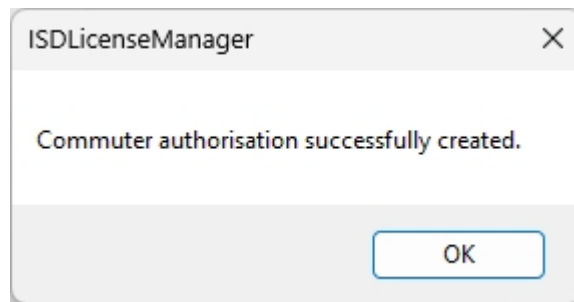 ISDLicenseManager
Commuter authorisation successfully created.
OK